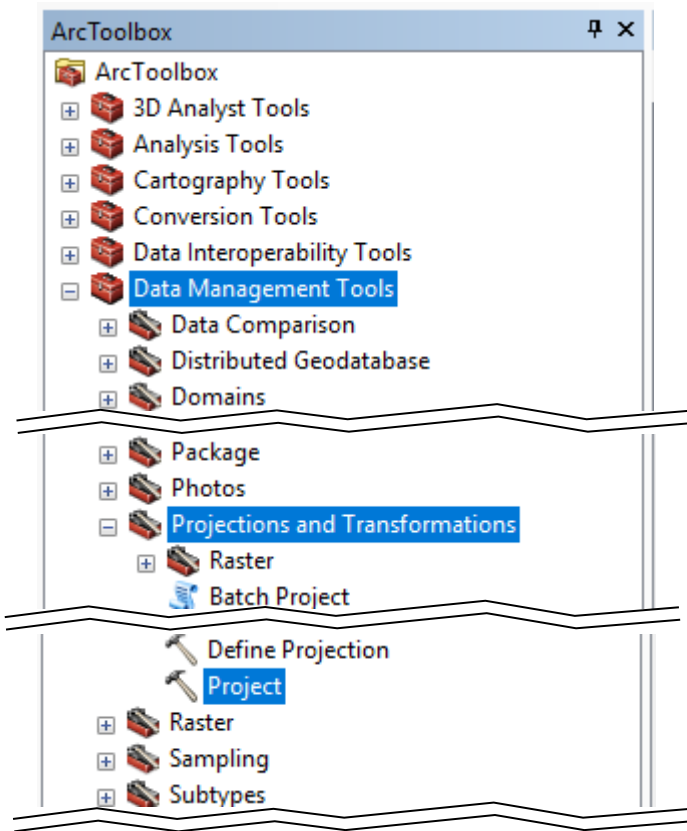 ArcToolbox
ArcToolbox
3D Analyst Tools
Analysis Tools
Cartography Tools
Conversion Tools
Data Interoperability Tools
Data Management Tools
Data Comparison
Distributed Geodatabase
Domains
Package
Photos
Projections and Transformations
Raster
Batch Project
Define Projection
Project
Raster
Sampling
Subtypes